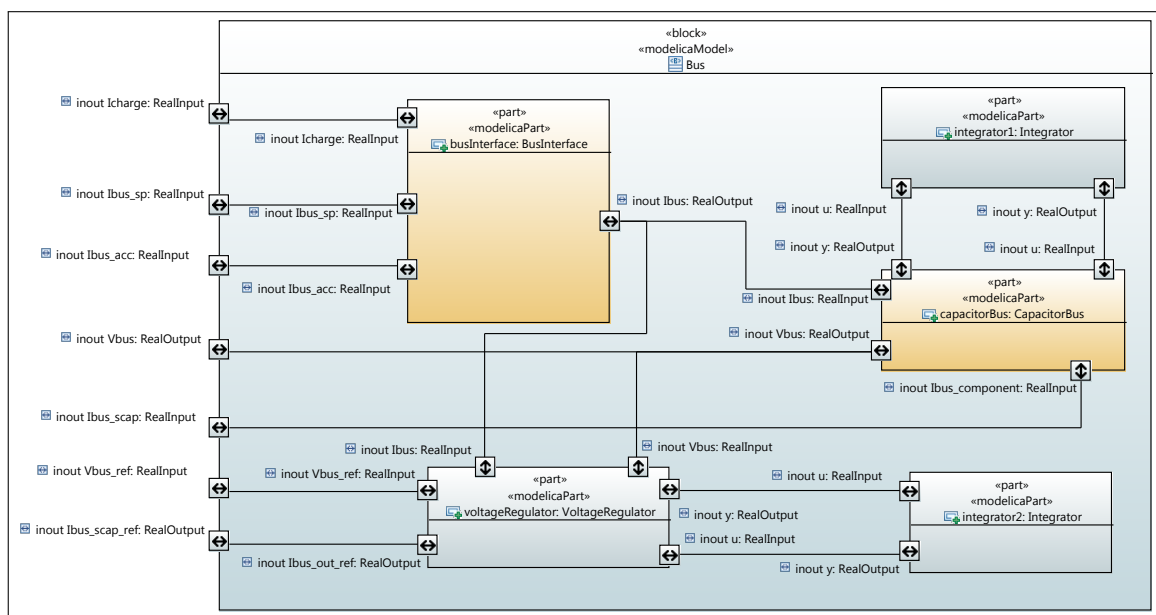 «block»
«modelicaModel»
Bus
inout Icharge: RealInput
inout Icharge: RealInput
«part»
«modelicaPart»
busInterface: BusInterface
«part»
«modelicaPart»
integrator1: Integrator
inout Ibus_sp: RealInput
inout Ibus_sp: RealInput
inout Ibus: RealOutput
inout u: RealInput
inout y: RealOutput
inout y: RealOutput
inout u: RealInput
inout Ibus_acc: RealInput
inout Ibus_acc: RealInput
inout Ibus: RealInput
«part»
«modelicaPart»
capacitorBus: CapacitorBus
inout Vbus: RealOutput
inout Vbus: RealOutput
inout Ibus_component: RealInput
inout Ibus_scap: RealInput
inout Ibus: RealInput
inout Vbus: RealInput
inout Vbus_ref: RealInput
inout Vbus_ref: RealInput
«part»
«modelicaPart»
voltageRegulator: VoltageRegulator
inout u: RealInput
inout y: RealOutput
«part»
«modelicaPart»
integrator2: Integrator
inout Ibus_scap_ref: RealOutput
inout Ibus_out_ref: RealOutput
inout u: RealInput
inout y: RealOutput